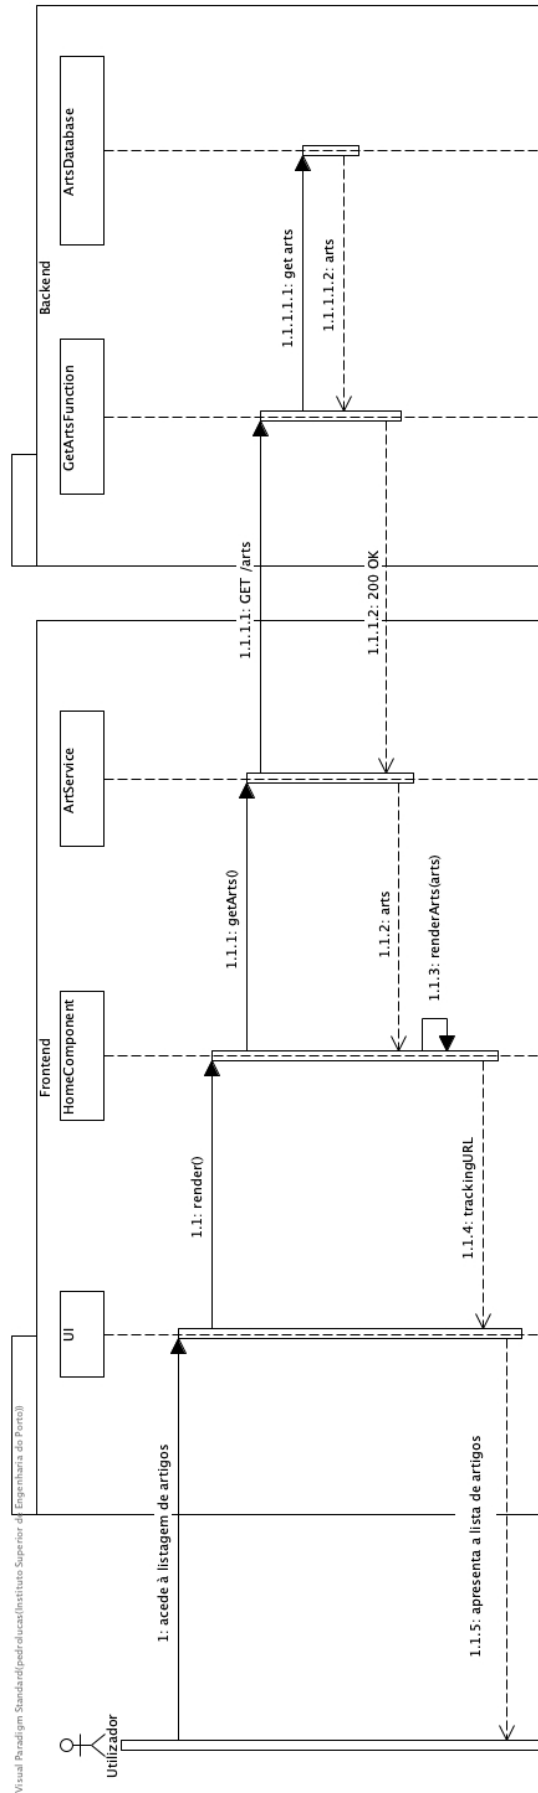 Visual Paradigm Standard(pedrolucas(Instituto Superior de Engenharia do Porto))
Frontend
Backend
Utilizador
UI
HomeComponent
ArtService
GetArtsFunction
ArtsDatabase
1: acede à listagem de artigos
1.1: render()
1.1.1: getArts()
1.1.1.1: GET /arts
1.1.1.1.1: get arts
1.1.1.1.2: arts
1.1.1.2: 200 OK
1.1.2: arts
1.1.3: renderArts(arts)
1.1.4: trackingURL
1.1.5: apresenta a lista de artigos